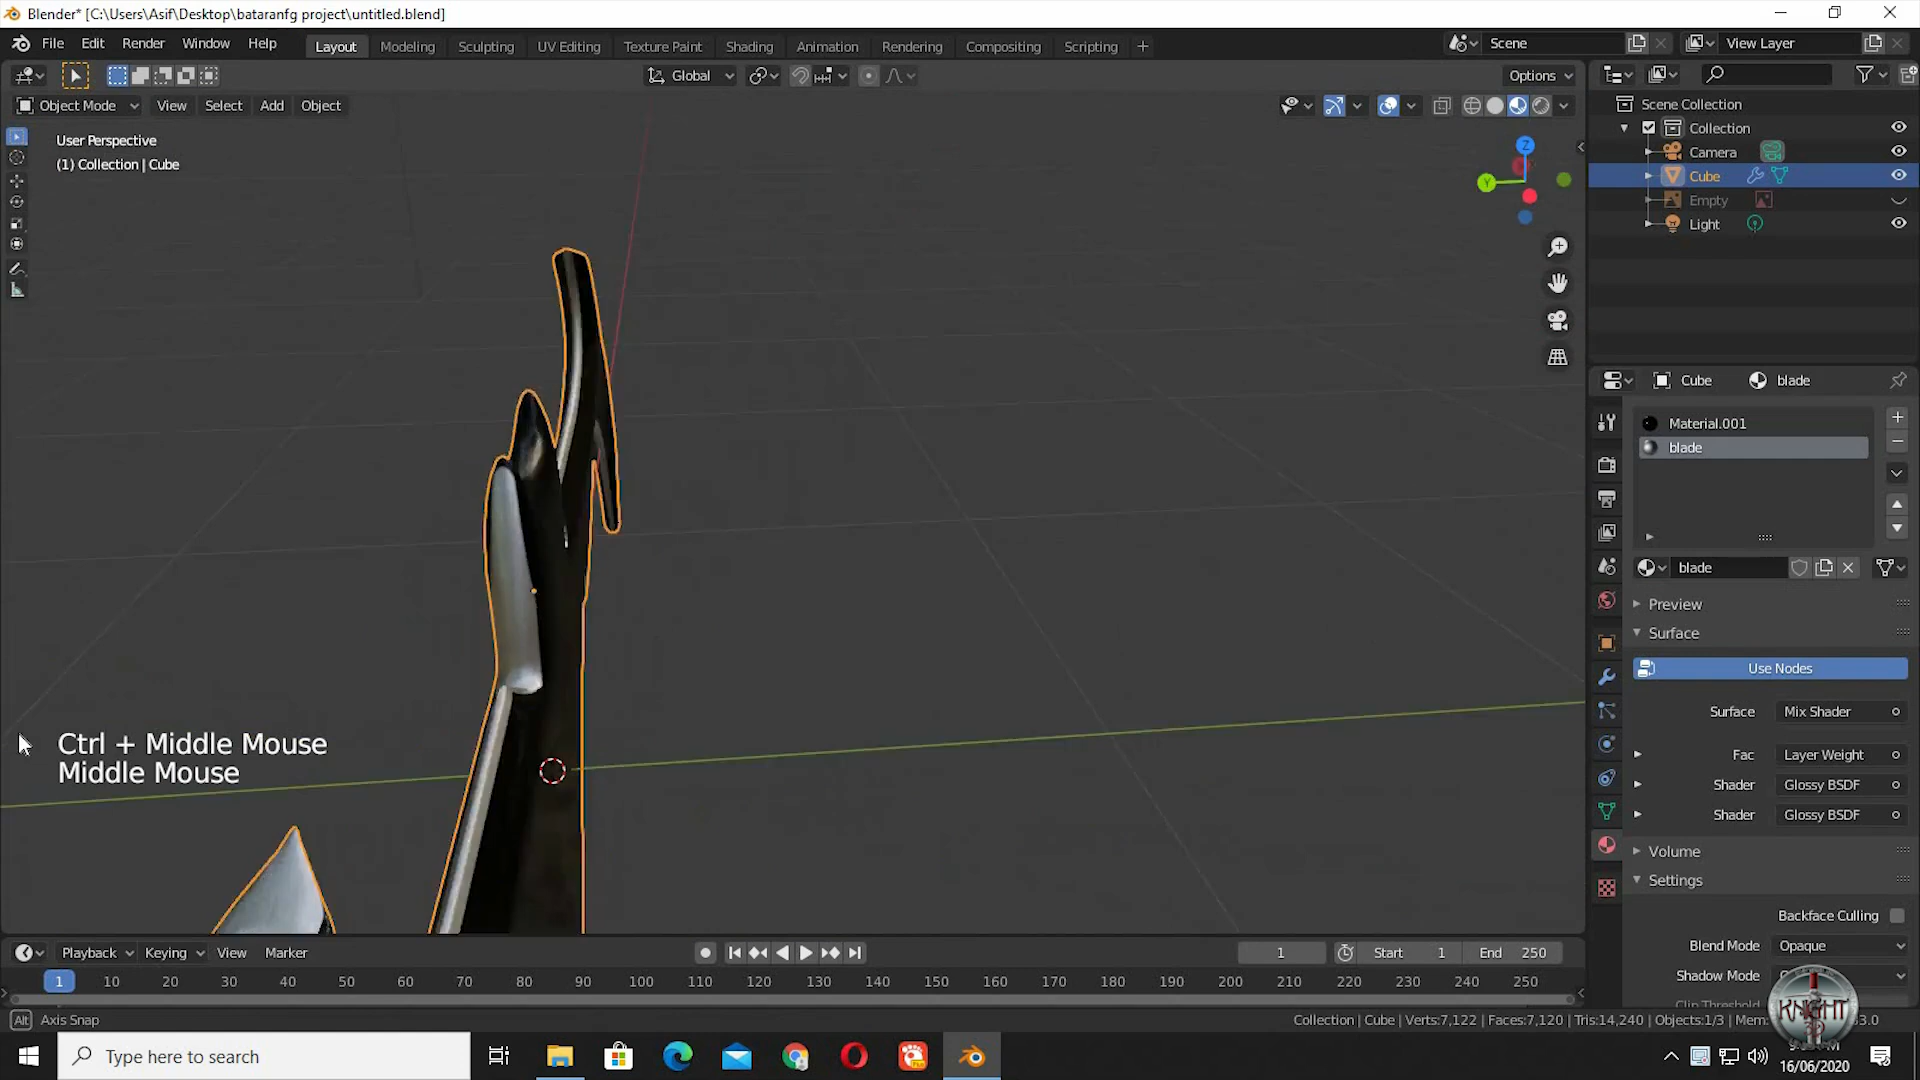 Blender* [C:\Users\Asif\Desktop\bataranfg project\untitled.blend]
File Edit Render Window Help
Layout Modeling Sculpting UV Editing Texture Paint Shading Animation Rendering Compositing Scripting +
Scene
View Layer
Global
Options
Object Mode View Select Add Object
User Perspective
(1) Collection | Cube
Z
Y
Scene Collection
Collection
Camera
Cube
Empty
Light
Cube blade
Material.001
blade
blade
Preview
Surface
Use Nodes
Surface Mix Shader
Fac Layer Weight
Shader Glossy BSDF
Shader Glossy BSDF
Volume
Settings
Backface Culling
Blend Mode Opaque
Shadow Mode
Clip Threshold
Ctrl + Middle Mouse
Middle Mouse
Playback Keying View Marker
1 Start 1 End 250
1 10 20 30 40 50 60 70 80 90 100 110 120 130 140 150 160 170 180 190 200 210 220 230 240 250
Alt Axis Snap
Collection | Cube | Verts:7,122 | Faces:7,120 | Tris:14,240 | Objects:1/3 | Mem:
KNIGHT
Type here to search
16/06/2020